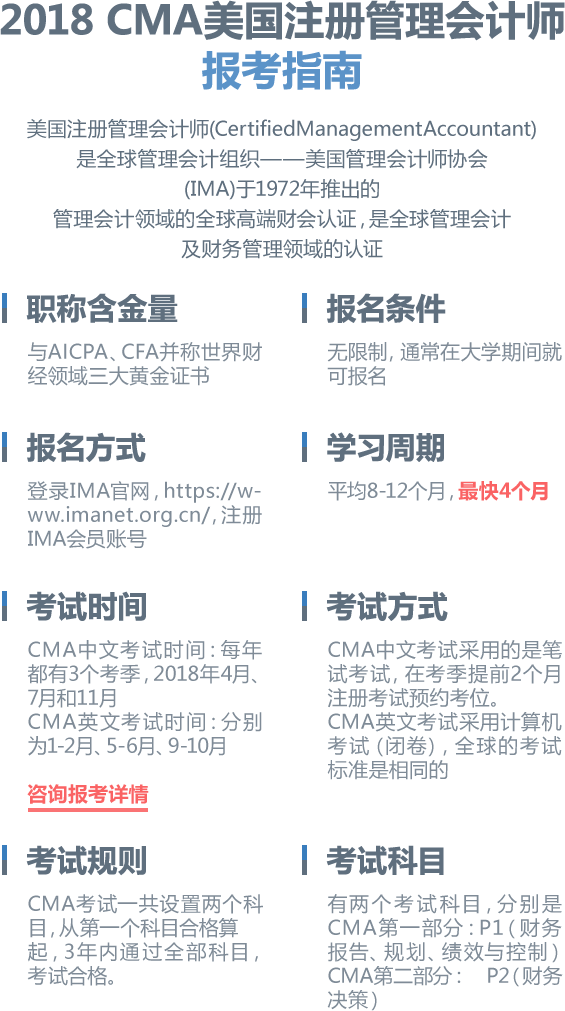 2018 CMA美国注册管理会计师
报考指南
美国注册管理会计师(CertifiedManagementAccountant)
是全球管理会计组织——美国管理会计师协会
(IMA)于1972年推出的
管理会计领域的全球高端财会认证,是全球管理会计
及财务管理领域的认证
职称含金量
与AICPA、CFA并称世界财
经领域三大黄金证书
报名条件
无限制, 通常在大学期间就
可报名
报名方式
登录IMA官网, https://w-
ww.imanet.org.cn/, 注册
IMA会员账号
学习周期
平均8-12个月, 最快4个月
考试时间
CMA中文考试时间: 每年
都有3个考季, 2018年4月、
7月和11月
CMA英文考试时间: 分别
为1-2月、5-6月、9-10月
咨询报考详情
考试方式
CMA中文考试采用的是笔
试考试, 在考季提前2个月
注册考试预约考位。
CMA英文考试采用计算机
考试(闭卷), 全球的考试
标准是相同的
考试规则
CMA考试一共设置两个科
目, 从第一个科目合格算
起, 3年内通过全部科目,
考试合格。
考试科目
有两个考试科目, 分别是
CMA第一部分: P1(财务
报告、规划、绩效与控制)
CMA第二部分: P2(财务
决策)